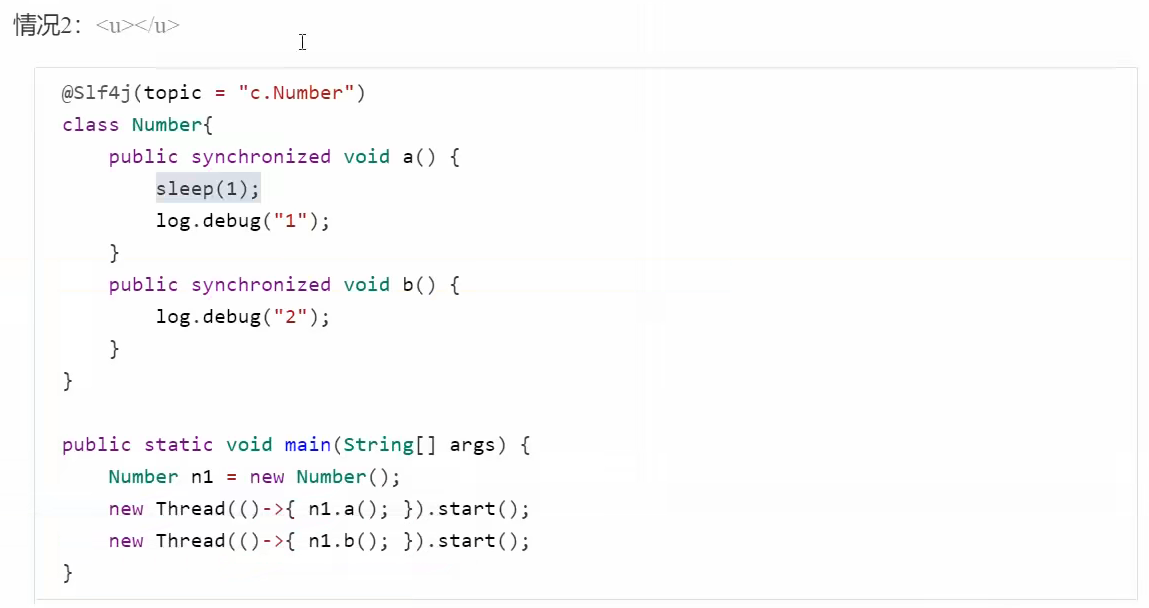 情况2：<u></u>
@Slf4j(topic = "c.Number")
class Number{
    public synchronized void a() {
        sleep(1);
        log.debug("1");
    }
    public synchronized void b() {
        log.debug("2");
    }
}
public static void main(String[] args) {
    Number n1 = new Number();
    new Thread(()->{ n1.a(); }).start();
    new Thread(()->{ n1.b(); }).start();
}